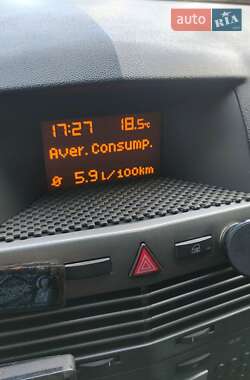 AUTO
RIA
17:27 18.5°C
Aver.Consump.
Ø 5.9l/100km